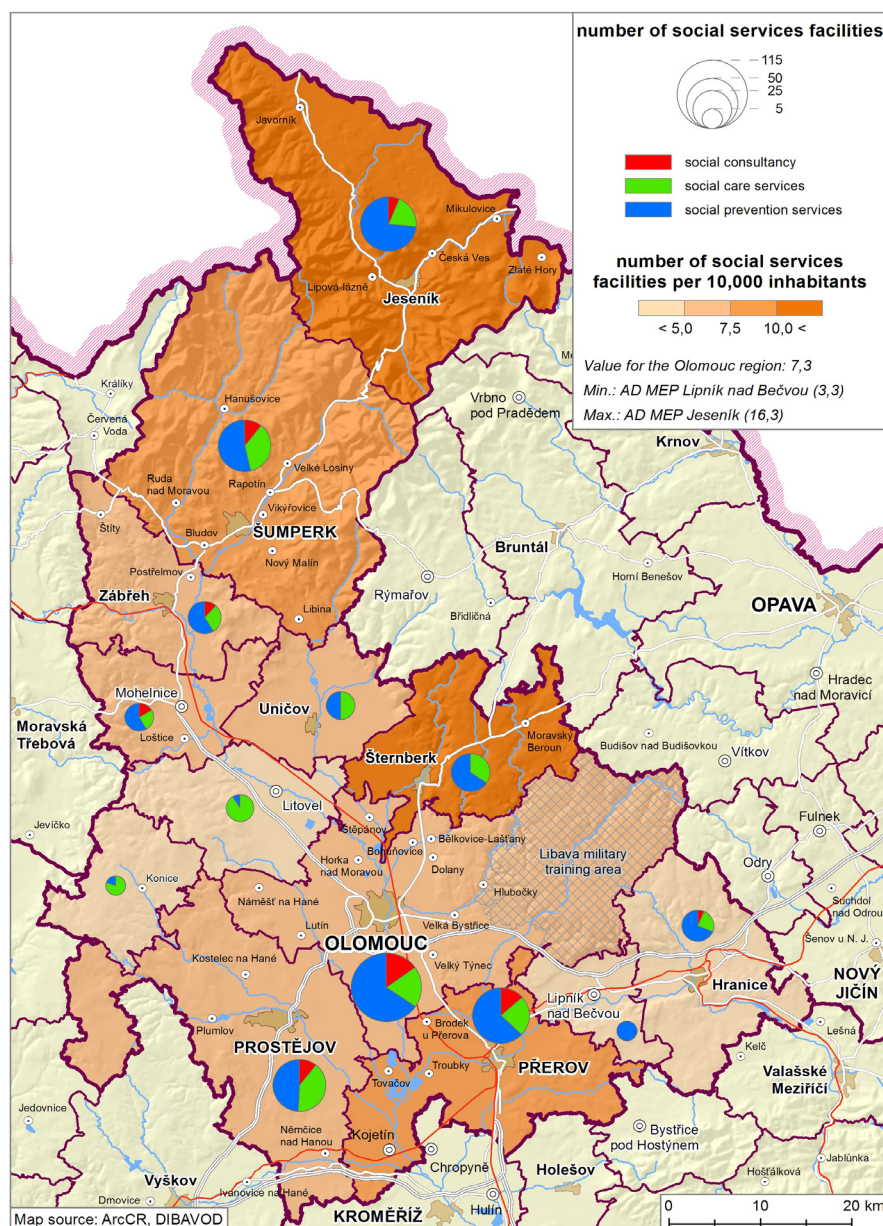 number of social services facilities
115
50
25
5
social consultancy
social care services
social prevention services
number of social services
facilities per 10,000 inhabitants
< 5,0
7,5
10,0 <
Value for the Olomouc region: 7,3
Min.: AD MEP Lipník nad Bečvou (3,3)
Max.: AD MEP Jeseník (16,3)
Javorník
Mikulovice
Česká Ves
Zlaté Hory
Lipová-lázně
Jeseník
Králíky
Hanušovice
Vrbno
pod Pradědem
Červená
Voda
Krnov
Velké Losiny
Ruda
nad Moravou
Rapotín
Vikýřovice
Štíty
ŠUMPERK
Bludov
Bruntál
Nový Malín
Postřelmov
Horní Benešov
Rýmařov
Zábřeh
Břidličná
OPAVA
Libina
Hradec
nad Moravicí
Mohelnice
Uničov
Moravská
Třebová
Loštice
Moravský
Beroun
Budišov nad Budišovkou
Šternberk
Vítkov
Litovel
Štěpánov
Fulnek
Jevíčko
Bohuňovice
Bělkovice-Lašťany
Horka
nad Moravou
Dolany
Libava military
training area
Odry
Konice
Náměšť na Hané
Hlubočky
Suchdol
nad Odrou
Lutín
Velká Bystřice
OLOMOUC
Šenov u N. J.
Kostelec na Hané
Velký Týnec
NOVÝ
JIČÍN
Hranice
Lipník
nad Bečvou
Plumlov
Brodek
u Přerova
Lešná
PROSTĚJOV
Kelč
Troubky
PŘEROV
Valašské
Meziříčí
Tovačov
Jedovnice
Bystřice
pod Hostýnem
Němčice
nad Hanou
Kojetín
Jablůnka
Chropyně
Vyškov
Holešov
Hošťálková
Ivanovice na Hané
Drnovice
Hulín
KROMĚŘÍŽ
0
10
20 km
Map source: ArcCR, DIBAVOD